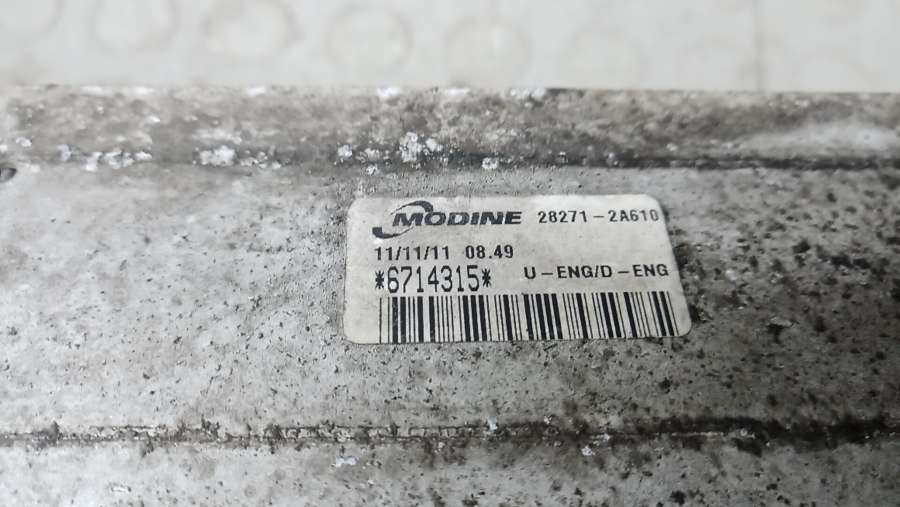 MODINE 28271-2A610
11/11/11 08.49
*6714315* U-ENG/D-ENG